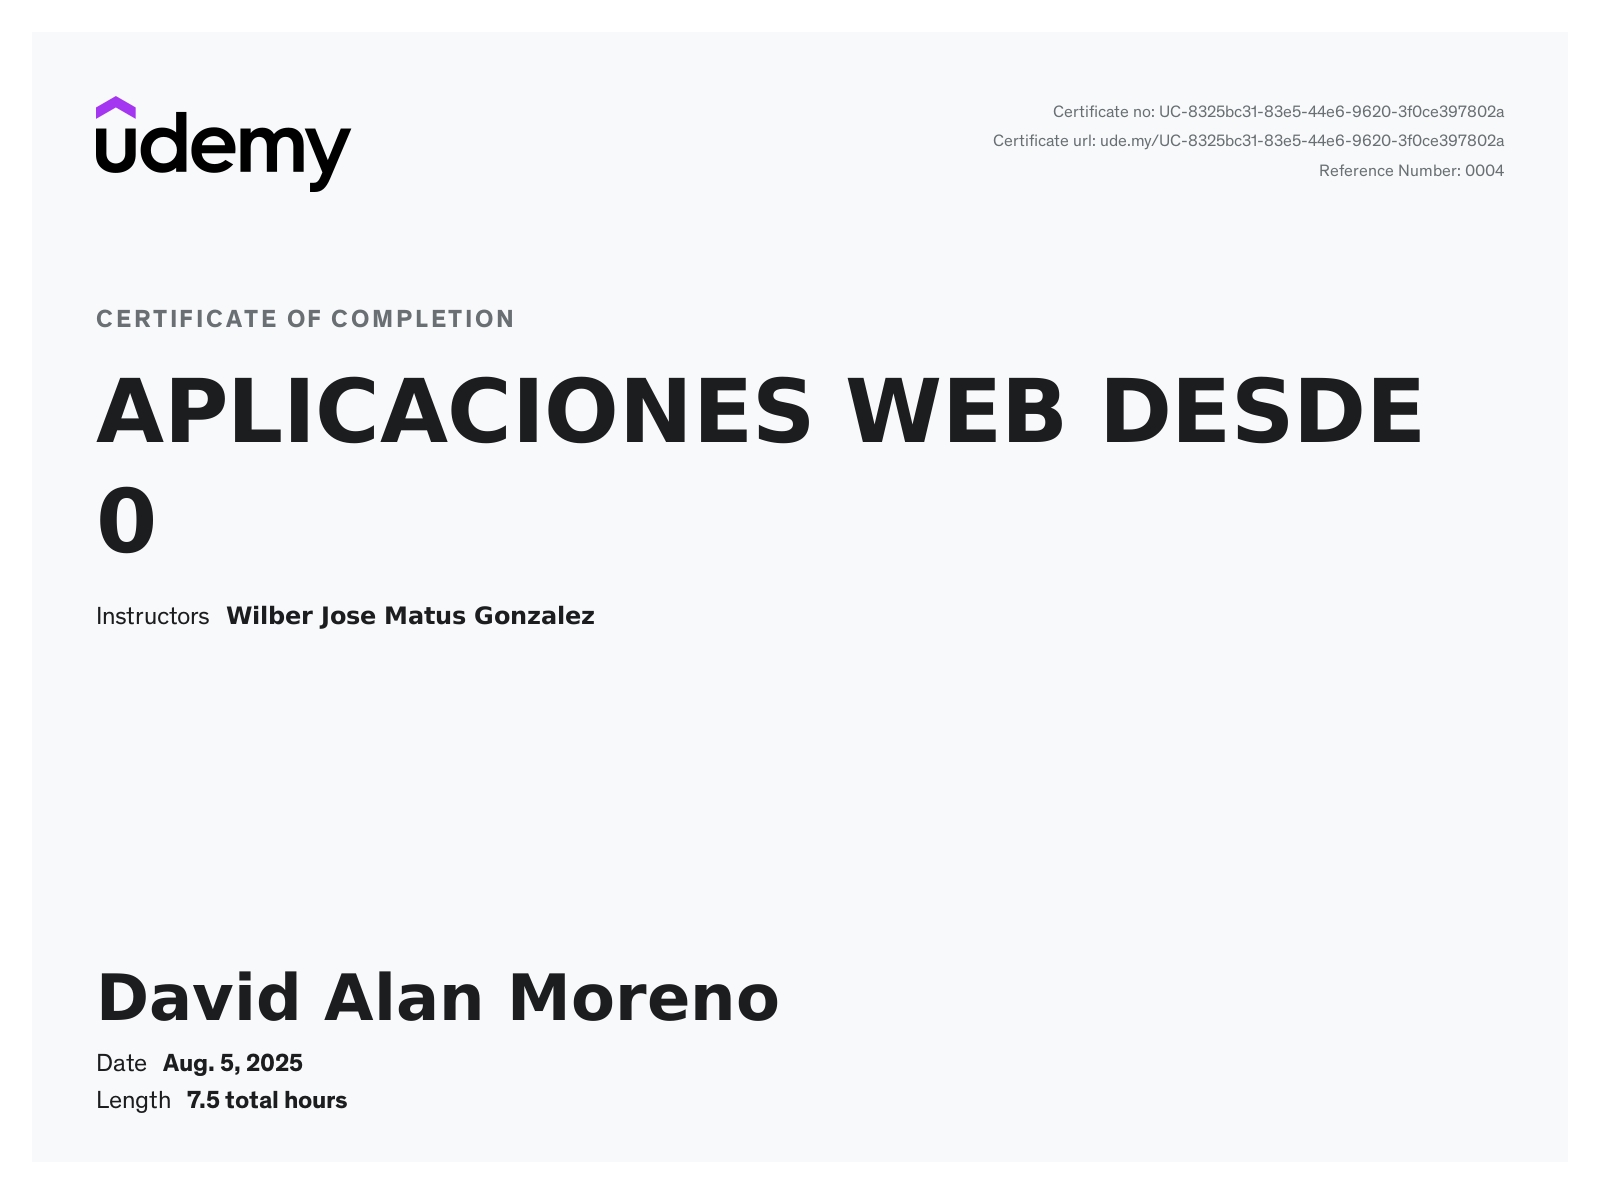 udemy
Certificate no: UC-8325bc31-83e5-44e6-9620-3f0ce397802a
Certificate url: ude.my/UC-8325bc31-83e5-44e6-9620-3f0ce397802a
Reference Number: 0004
CERTIFICATE OF COMPLETION
APLICACIONES WEB DESDE
0
Instructors Wilber Jose Matus Gonzalez
David Alan Moreno
Date Aug. 5, 2025
Length 7.5 total hours